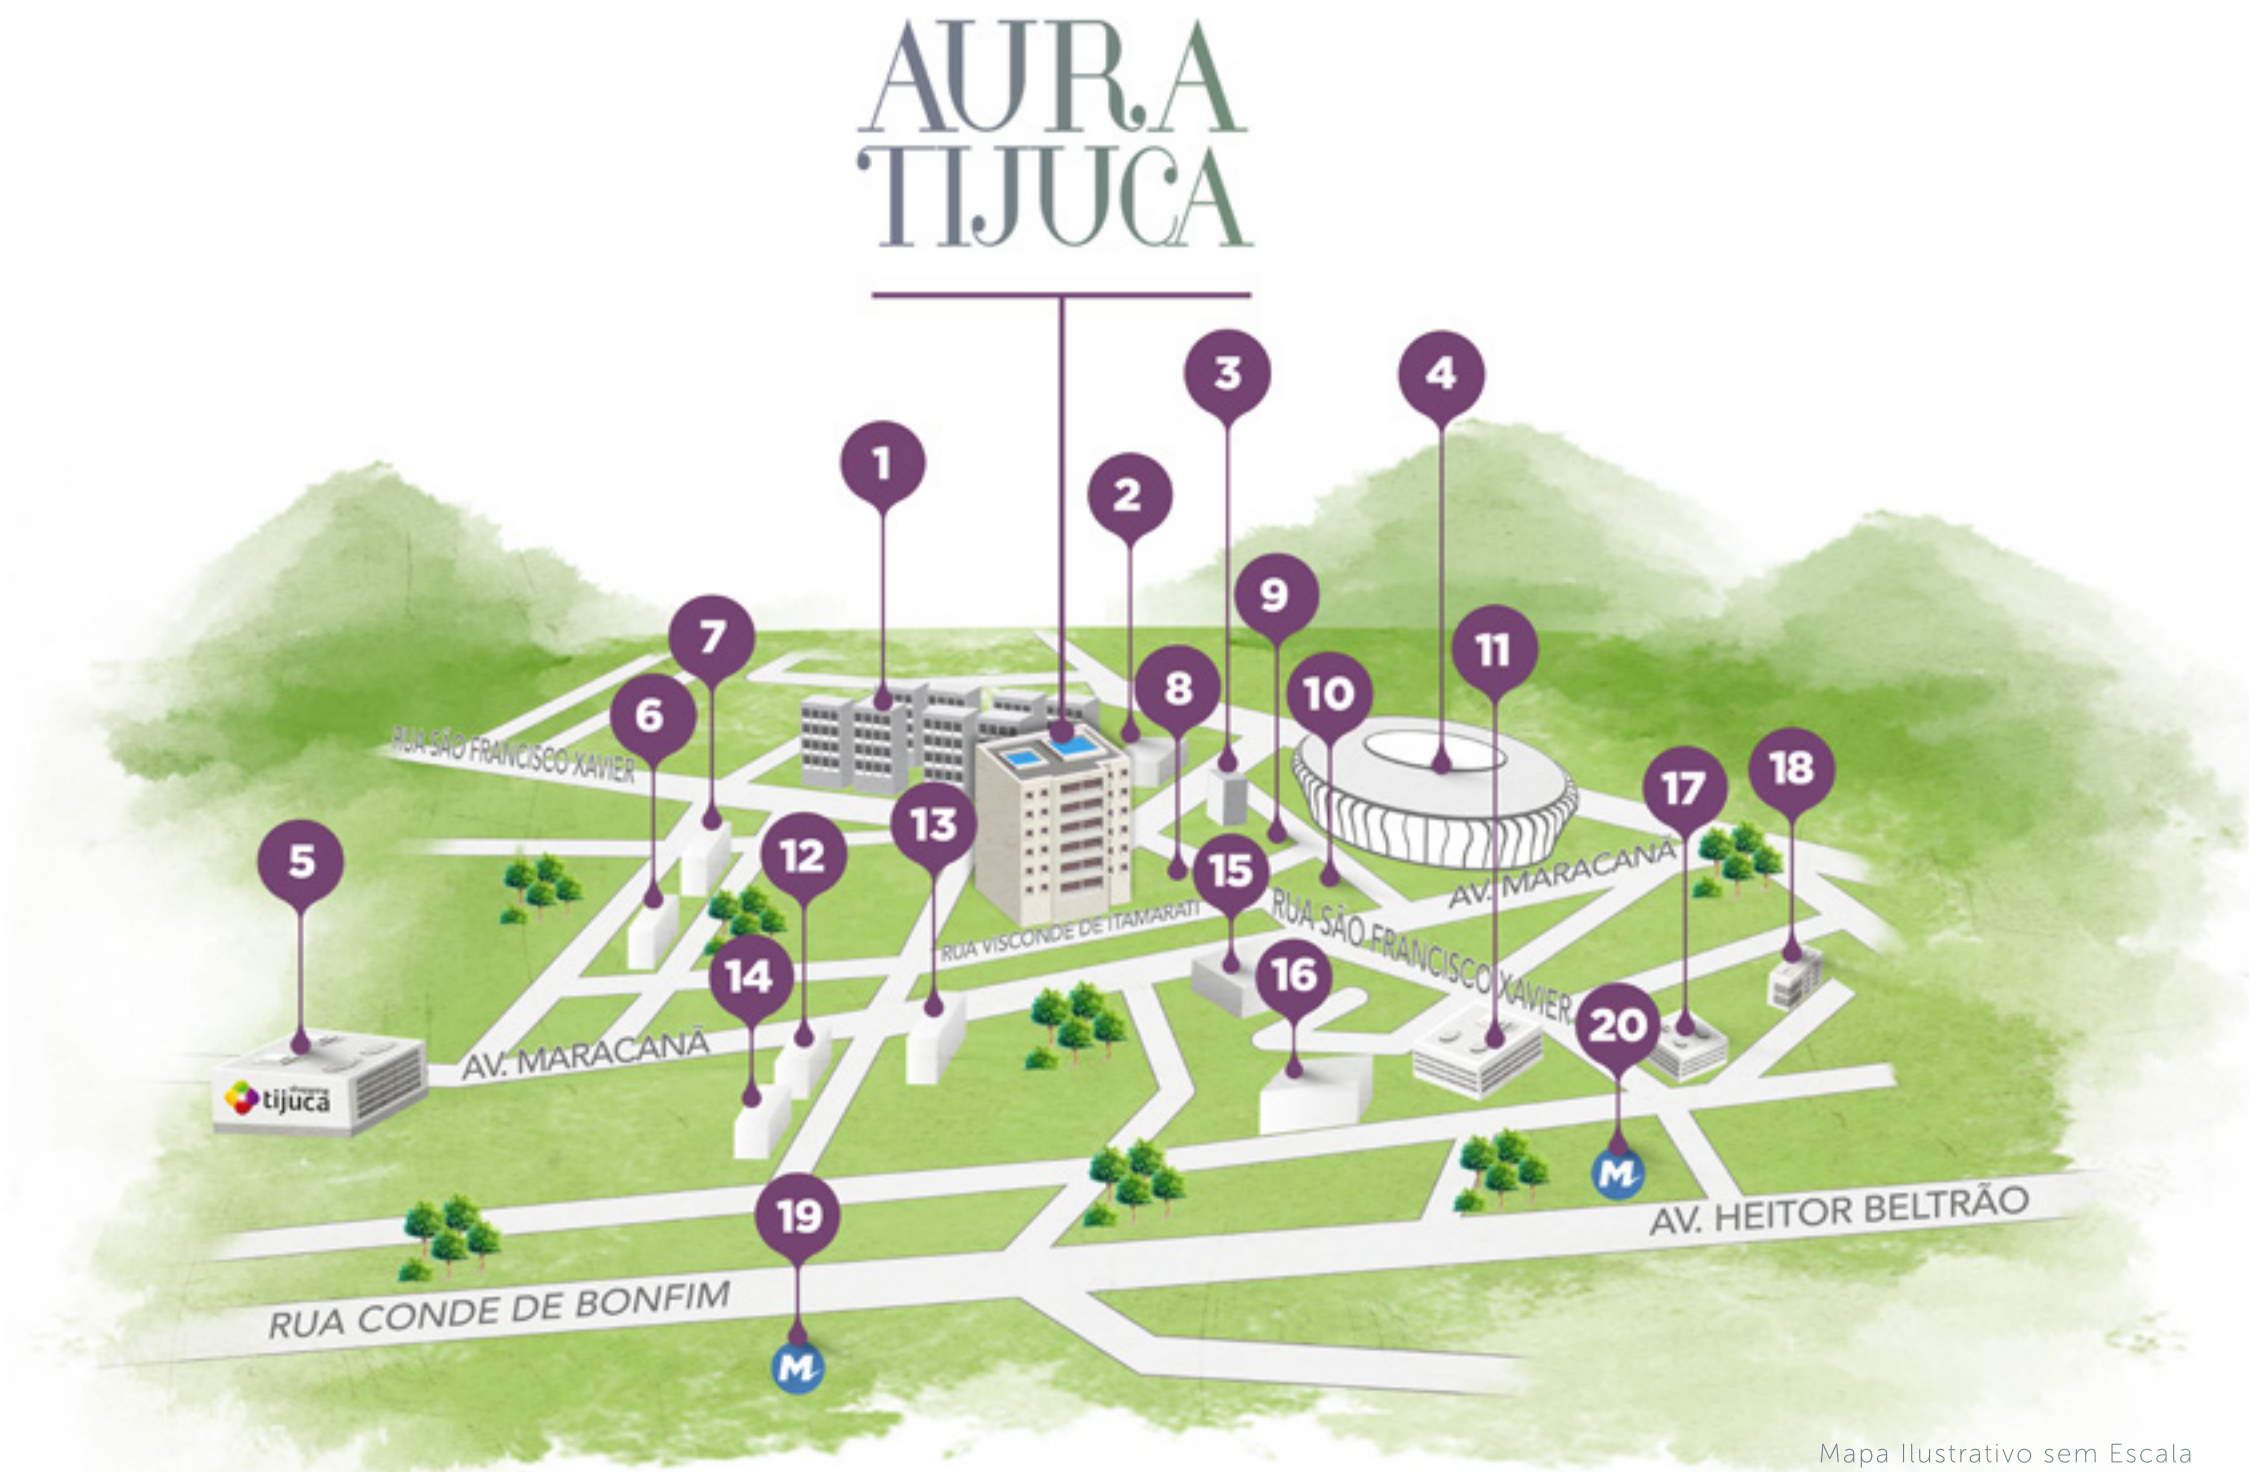 AURA
TIJUCA
3
4
1
2
9
7
11
8
10
6
RUA SÃO FRANCISCO XAVIER
18
17
13
12
5
15
AV. MARACANÃ
RUA VISCONDE DE ITAMARATI
RUA SÃO FRANCISCO XAVIER
14
16
20
AV. MARACANÃ
shopping
tijuca
M
19
AV. HEITOR BELTRÃO
RUA CONDE DE BONFIM
M
Mapa Ilustrativo sem Escala